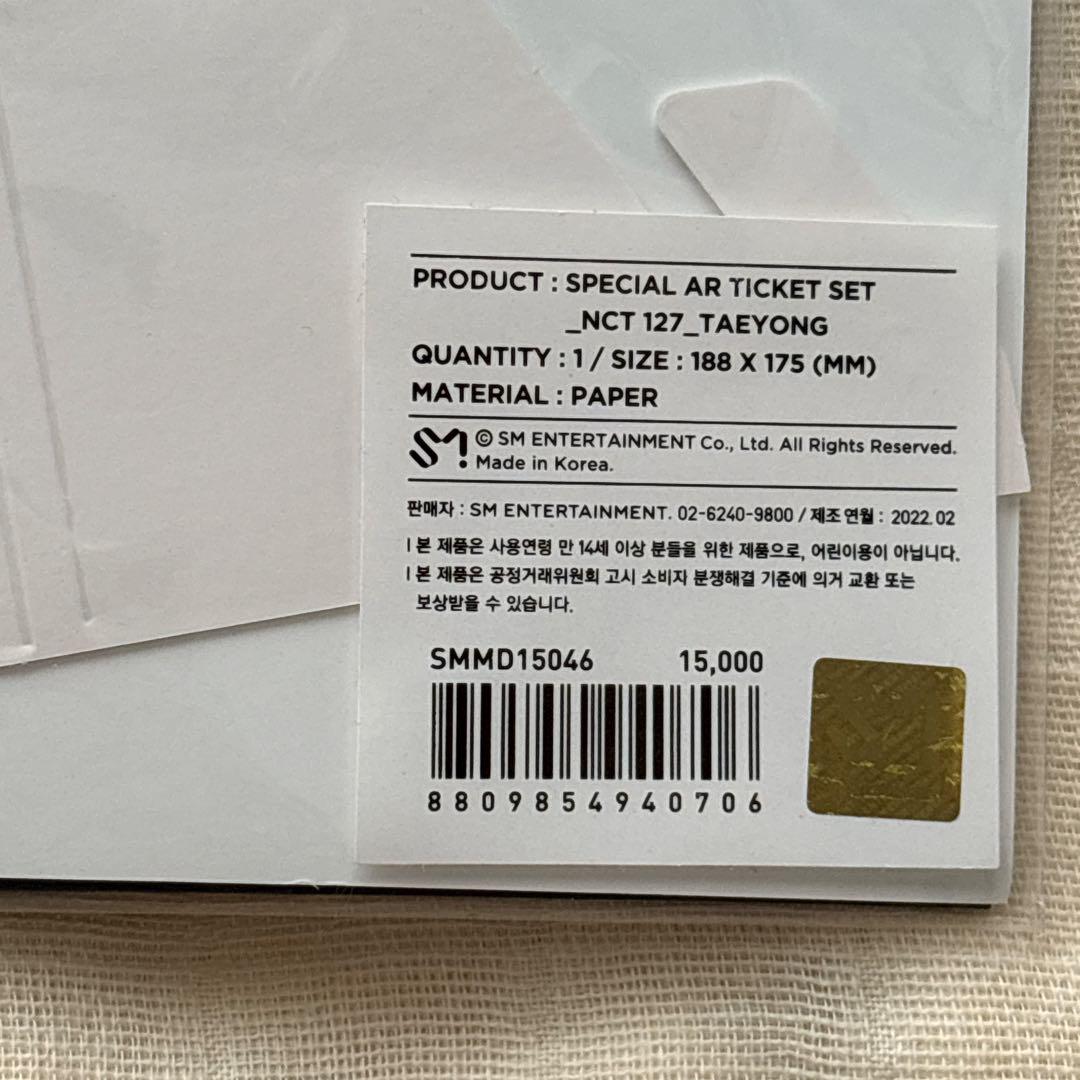 PRODUCT : SPECIAL AR TICKET SET
_NCT 127_TAEYONG
QUANTITY : 1 / SIZE : 188 X 175 (MM)
MATERIAL : PAPER
SM! © SM ENTERTAINMENT Co., Ltd. All Rights Reserved.
Made in Korea.
판매자 : SM ENTERTAINMENT. 02-6240-9800 / 제조연월 : 2022. 02
I 본 제품은 사용연령 만 14세 이상 분들을 위한 제품으로, 어린이용이 아닙니다.
I 본 제품은 공정거래위원회 고시 소비자 분쟁해결 기준에 의거 교환 또는
보상받을 수 있습니다.
SMMD15046 15,000
8809854940706